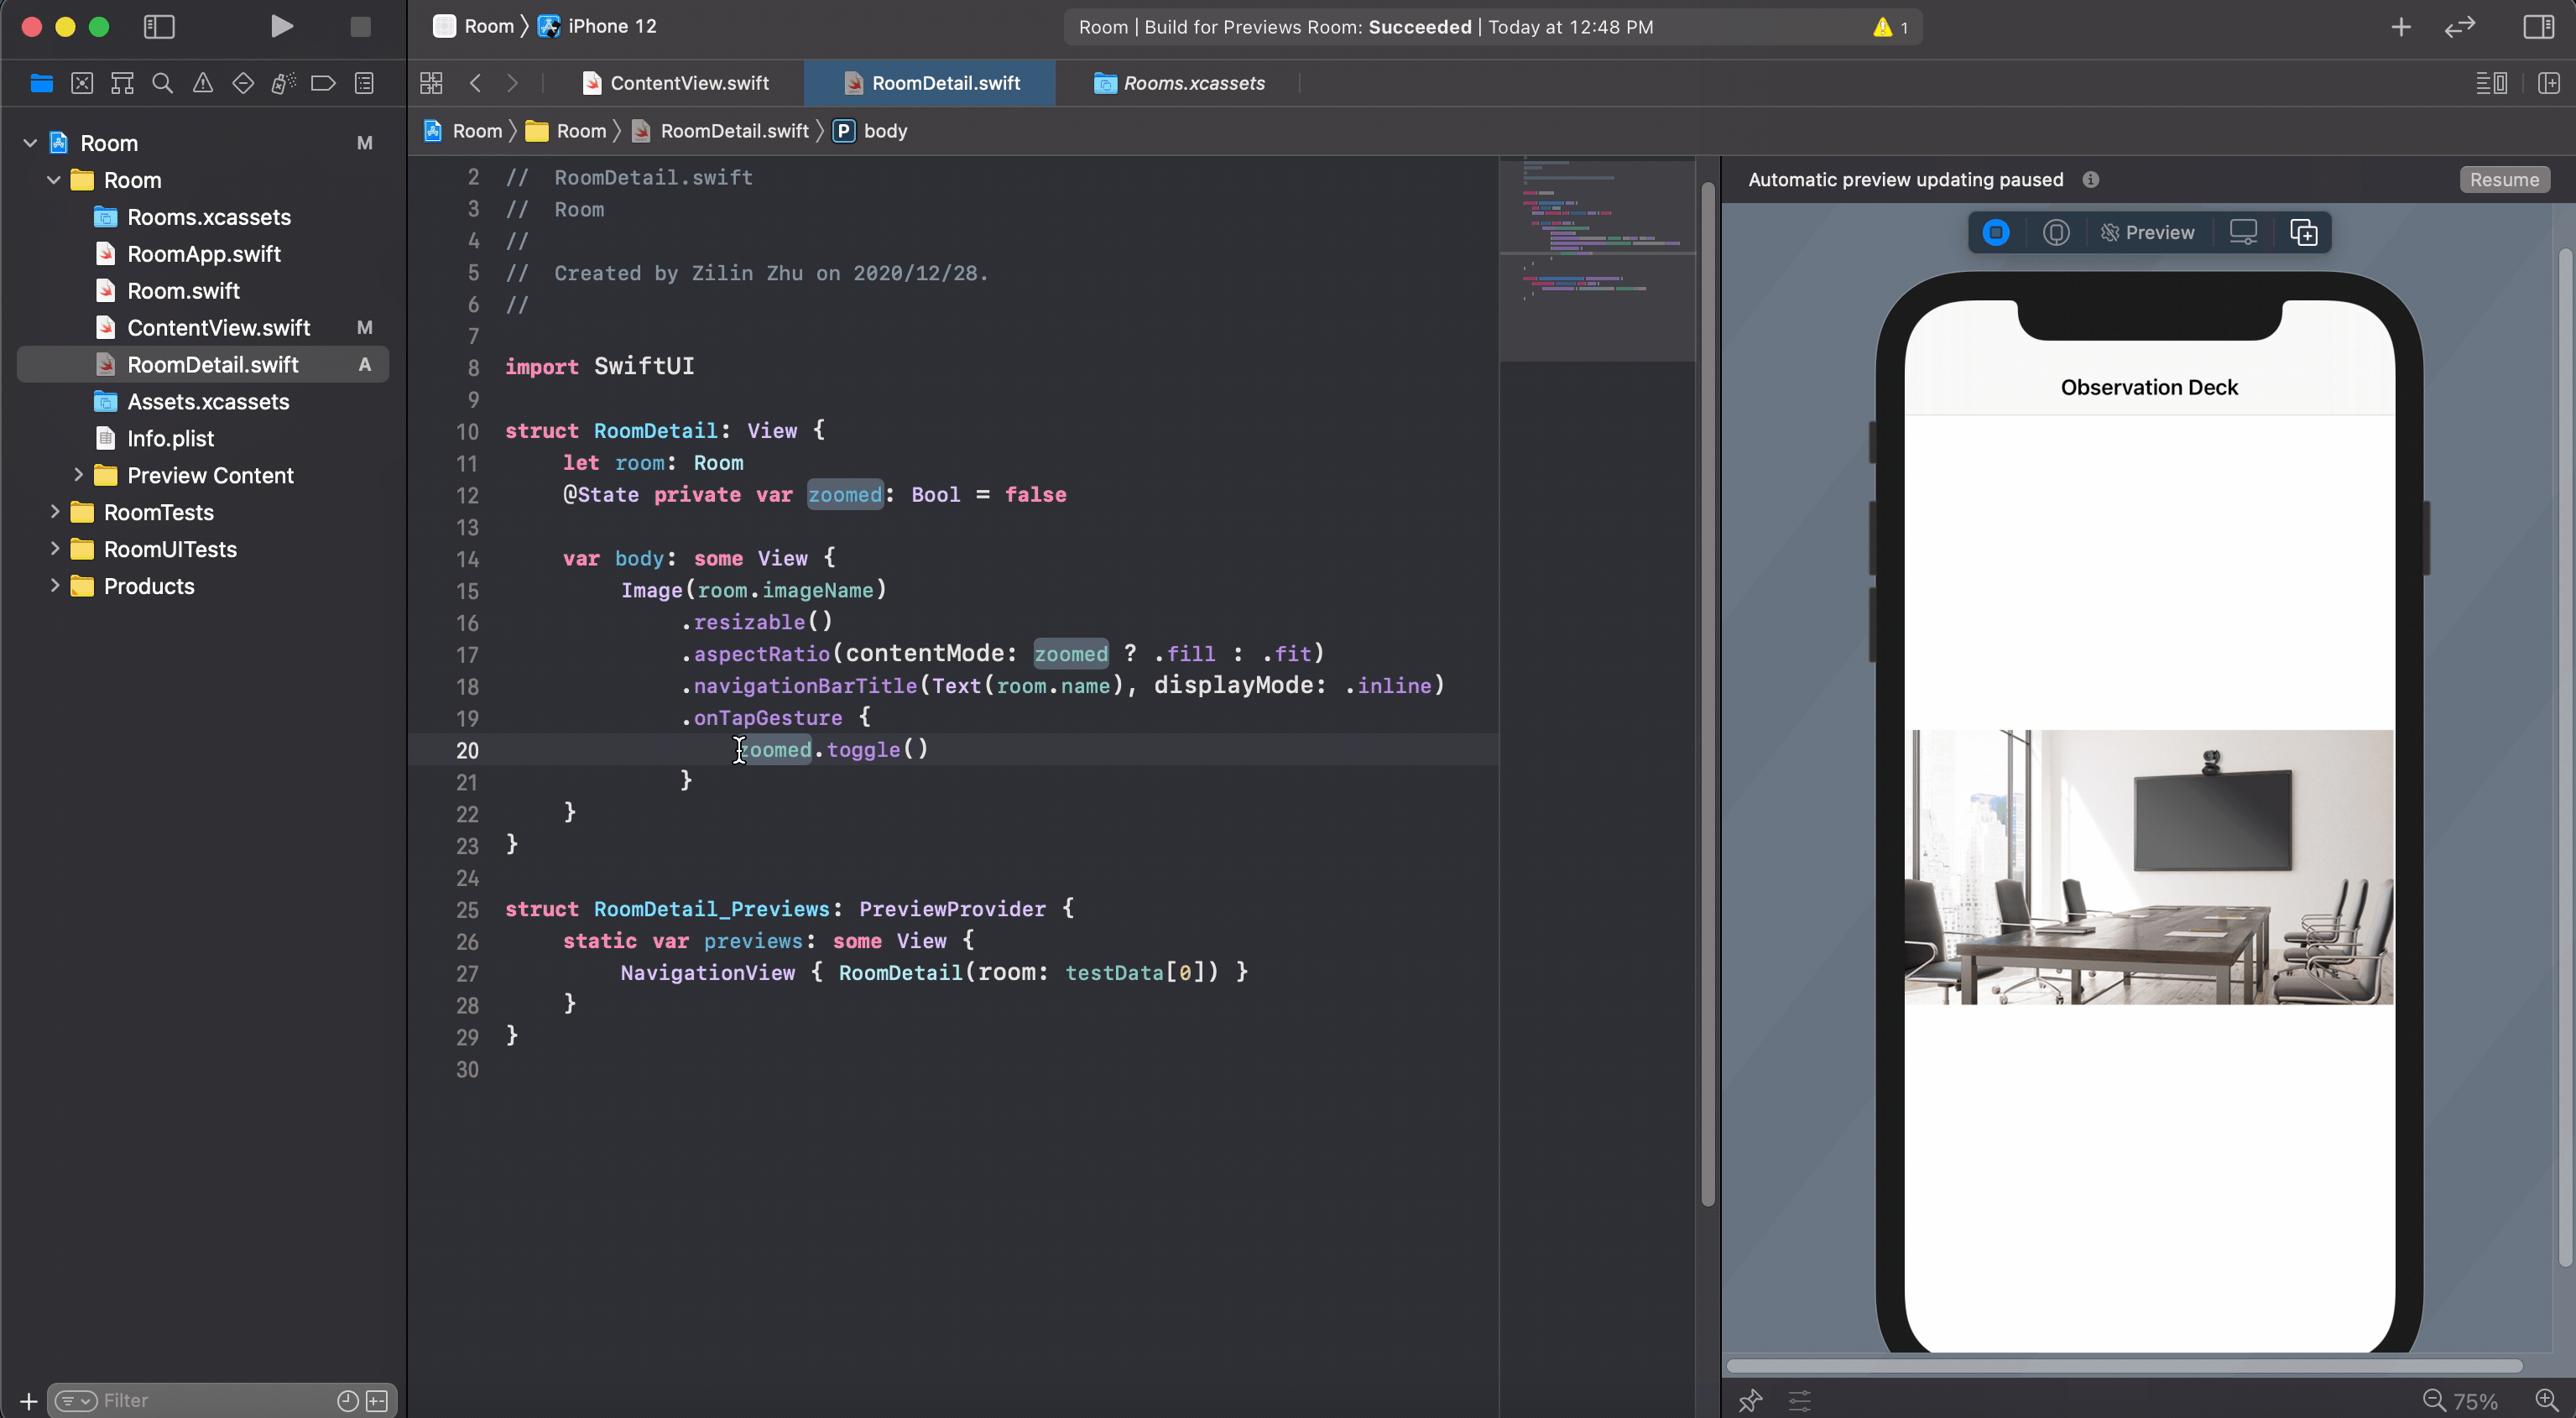 Room 〉 iPhone 12
Room | Build for Previews Room: Succeeded | Today at 12:48 PM
1
ContentView.swift
RoomDetail.swift
Rooms.xcassets
Room 〉 Room 〉 RoomDetail.swift 〉 P body
Room M
Room
Rooms.xcassets
RoomApp.swift
Room.swift
ContentView.swift M
RoomDetail.swift A
Assets.xcassets
Info.plist
Preview Content
RoomTests
RoomUITests
Products
Filter
2 //  RoomDetail.swift
3 //  Room
4 //
5 //  Created by Zilin Zhu on 2020/12/28.
6 //
7
8 import SwiftUI
9
10 struct RoomDetail: View {
11     let room: Room
12     @State private var zoomed: Bool = false
13
14     var body: some View {
15         Image(room.imageName)
16             .resizable()
17             .aspectRatio(contentMode: zoomed ? .fill : .fit)
18             .navigationBarTitle(Text(room.name), displayMode: .inline)
19             .onTapGesture {
20                 zoomed.toggle()
21             }
22     }
23 }
24
25 struct RoomDetail_Previews: PreviewProvider {
26     static var previews: some View {
27         NavigationView { RoomDetail(room: testData[0]) }
28     }
29 }
30
Automatic preview updating paused
Resume
Preview
Observation Deck
75%